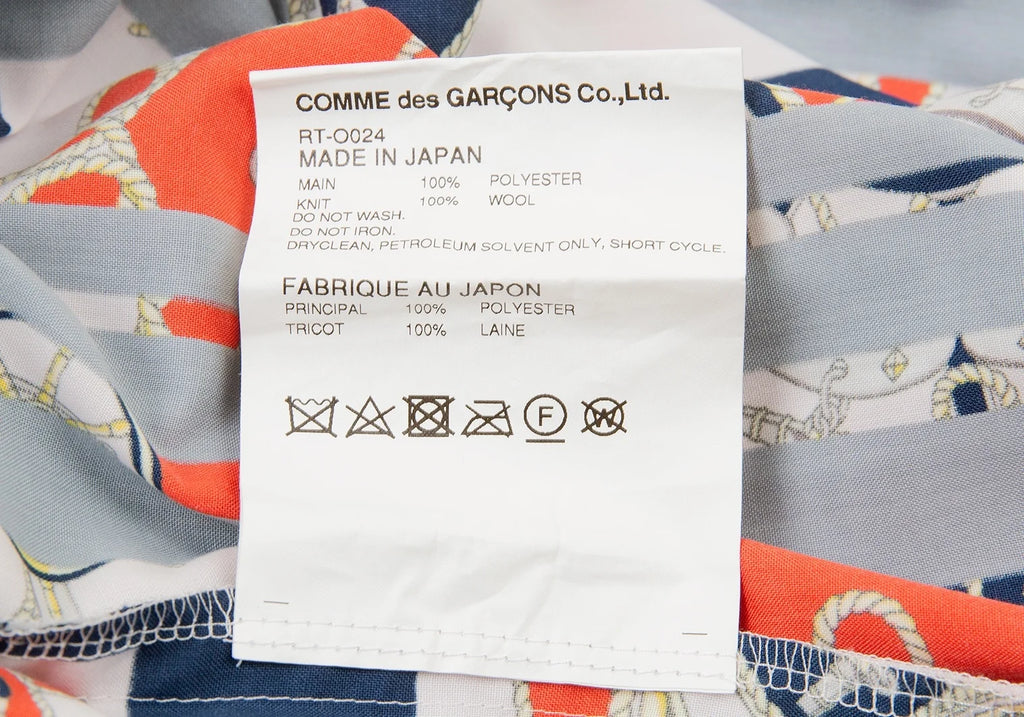 COMME des GARÇONS Co.,Ltd.
RT-O024
MADE IN JAPAN
MAIN 100% POLYESTER
KNIT 100% WOOL
DO NOT WASH.
DO NOT IRON.
DRYCLEAN, PETROLEUM SOLVENT ONLY, SHORT CYCLE.
FABRIQUE AU JAPON
PRINCIPAL 100% POLYESTER
TRICOT 100% LAINE
F W